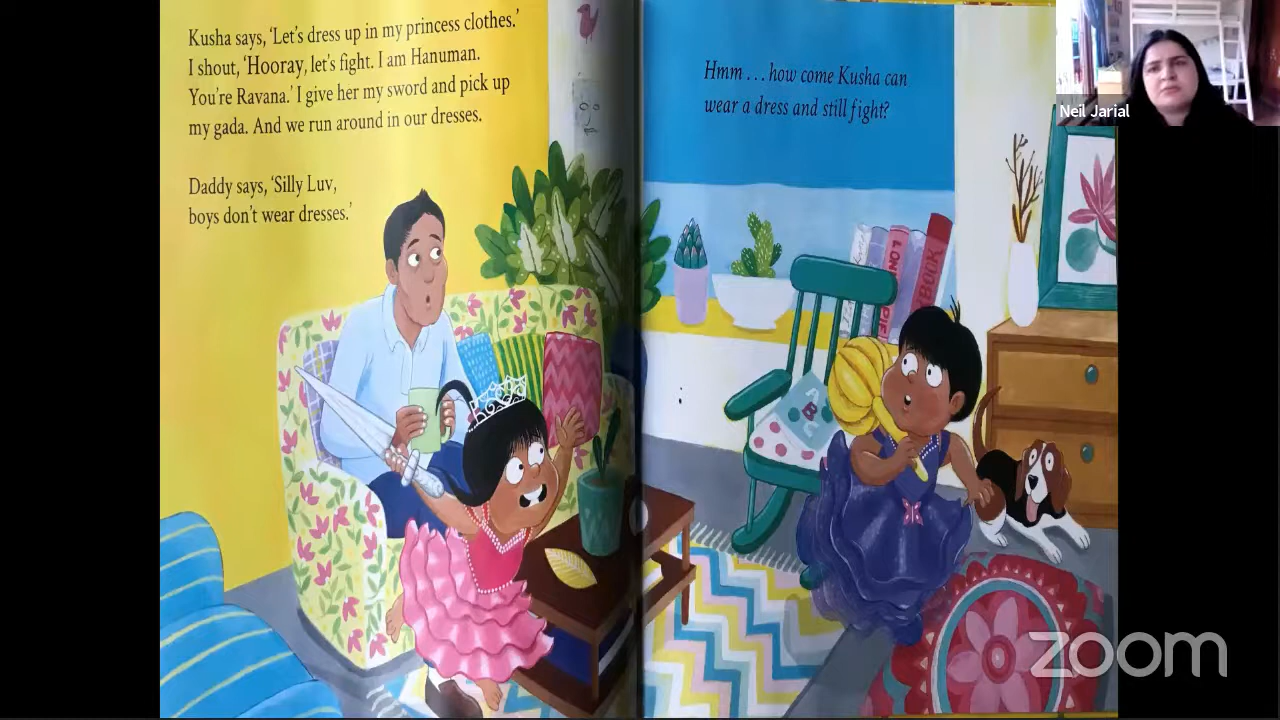 Kusha says, ‘Let’s dress up in my princess clothes.’
I shout, ‘Hooray, let’s fight. I am Hanuman.
You’re Ravana.’ I give her my sword and pick up
my gada. And we run around in our dresses.
Daddy says, ‘Silly Luv,
boys don’t wear dresses.’
Hmm . . . how come Kusha can
wear a dress and still fight?
Neil Jarial
A
B
C
zoom